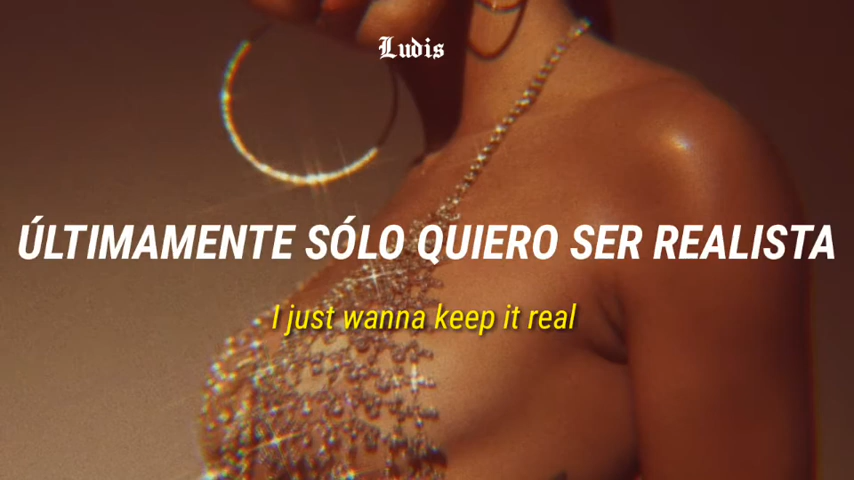 Ludis
ÚLTIMAMENTE SÓLO QUIERO SER REALISTA
I just wanna keep it real